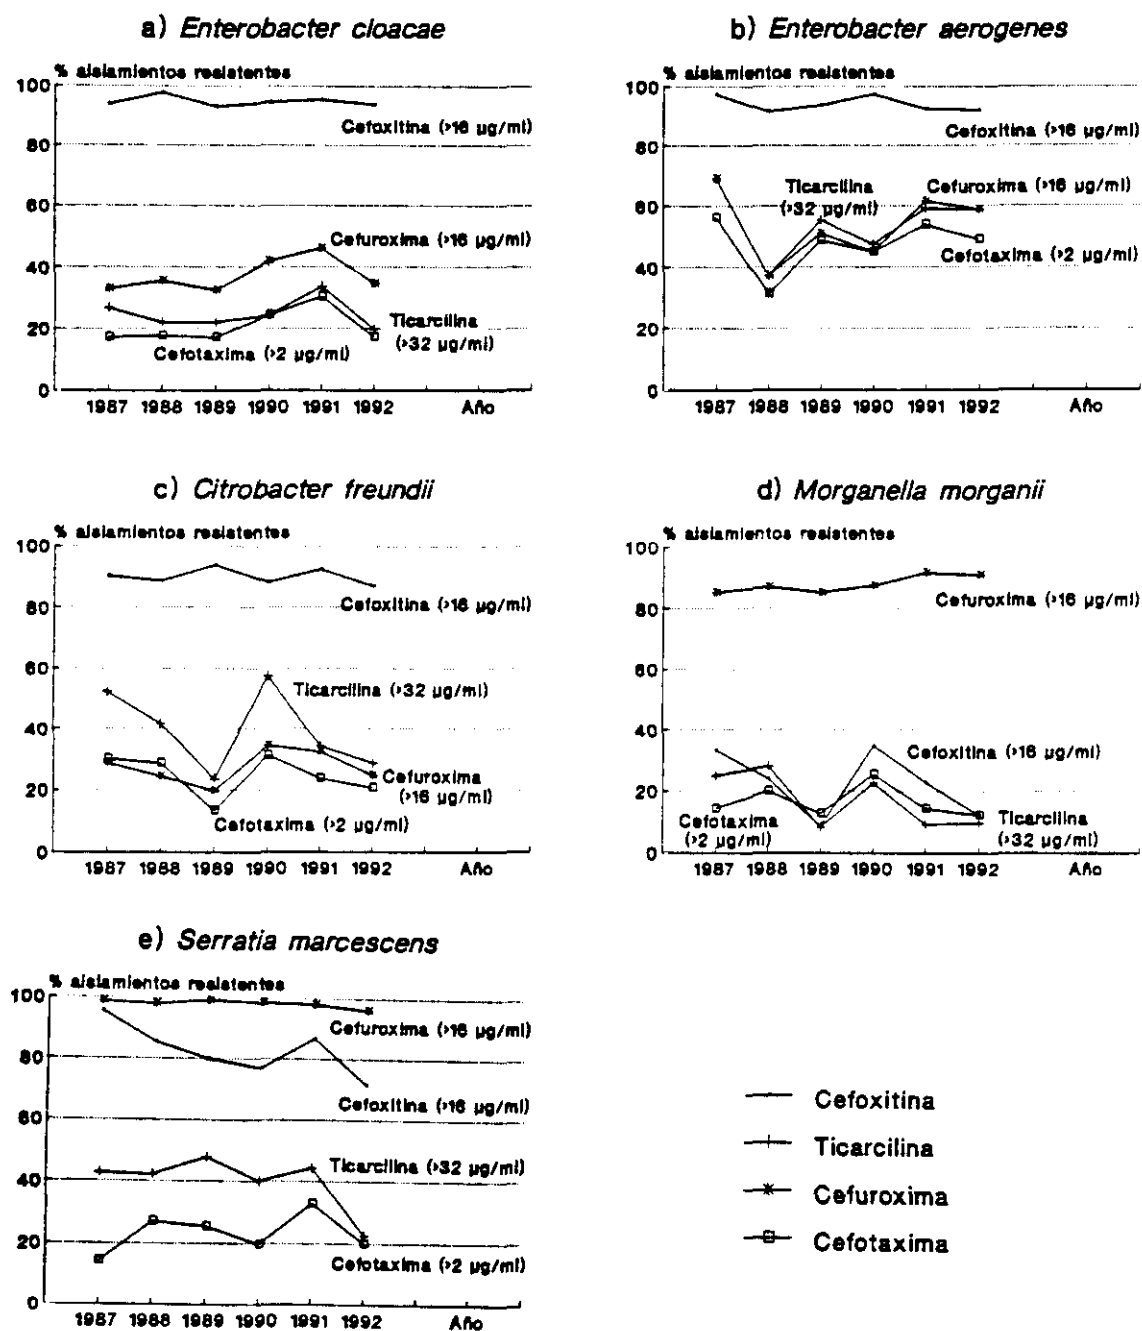 a) Enterobacter cloacae
% aislamientos resistentes
100
80
60
40
20
0
Cefoxitina (>16 µg/ml)
Cefuroxima (>16 µg/ml)
Ticarcilina
(>32 µg/ml)
Cefotaxima (>2 µg/ml)
1987 1988 1989 1990 1991 1992 Año
b) Enterobacter aerogenes
% aislamientos resistentes
100
80
60
40
20
0
Cefoxitina (>16 µg/ml)
Ticarcilina
(>32 µg/ml)
Cefuroxima (>16 µg/ml)
Cefotaxima (>2 µg/ml)
1987 1988 1989 1990 1991 1992 Año
c) Citrobacter freundii
% aislamientos resistentes
100
80
60
40
20
0
Cefoxitina (>16 µg/ml)
Ticarcilina (>32 µg/ml)
Cefuroxima
(>16 µg/ml)
Cefotaxima (>2 µg/ml)
1987 1988 1989 1990 1991 1992 Año
d) Morganella morganii
% aislamientos resistentes
100
80
60
40
20
0
Cefuroxima (>16 µg/ml)
Cefoxitina (>16 µg/ml)
Cefotaxima
(>2 µg/ml)
Ticarcilina
(>32 µg/ml)
1987 1988 1989 1990 1991 1992 Año
e) Serratia marcescens
% aislamientos resistentes
100
80
60
40
20
0
Cefuroxima (>16 µg/ml)
Cefoxitina (>16 µg/ml)
Ticarcilina (>32 µg/ml)
Cefotaxima (>2 µg/ml)
1987 1988 1989 1990 1991 1992 Año
Cefoxitina
Ticarcilina
Cefuroxima
Cefotaxima